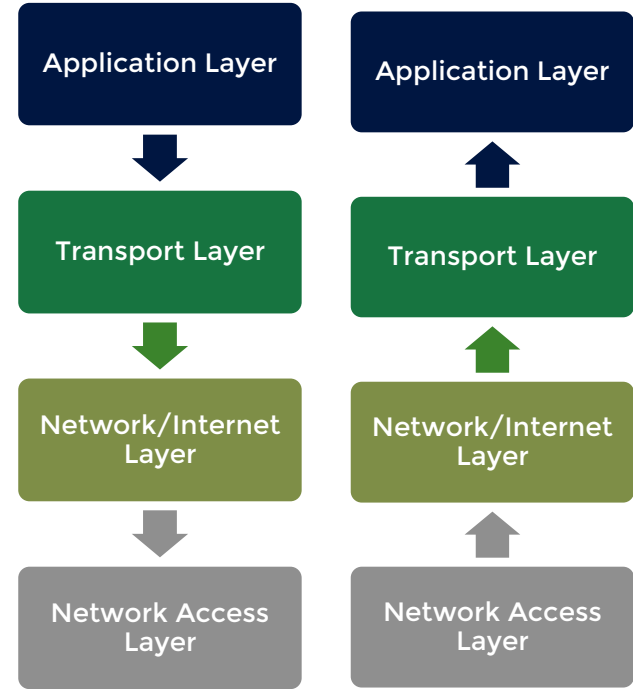 Application Layer
Transport Layer
Network/Internet
Layer
Network Access
Layer
Application Layer
Transport Layer
Network/Internet
Layer
Network Access
Layer